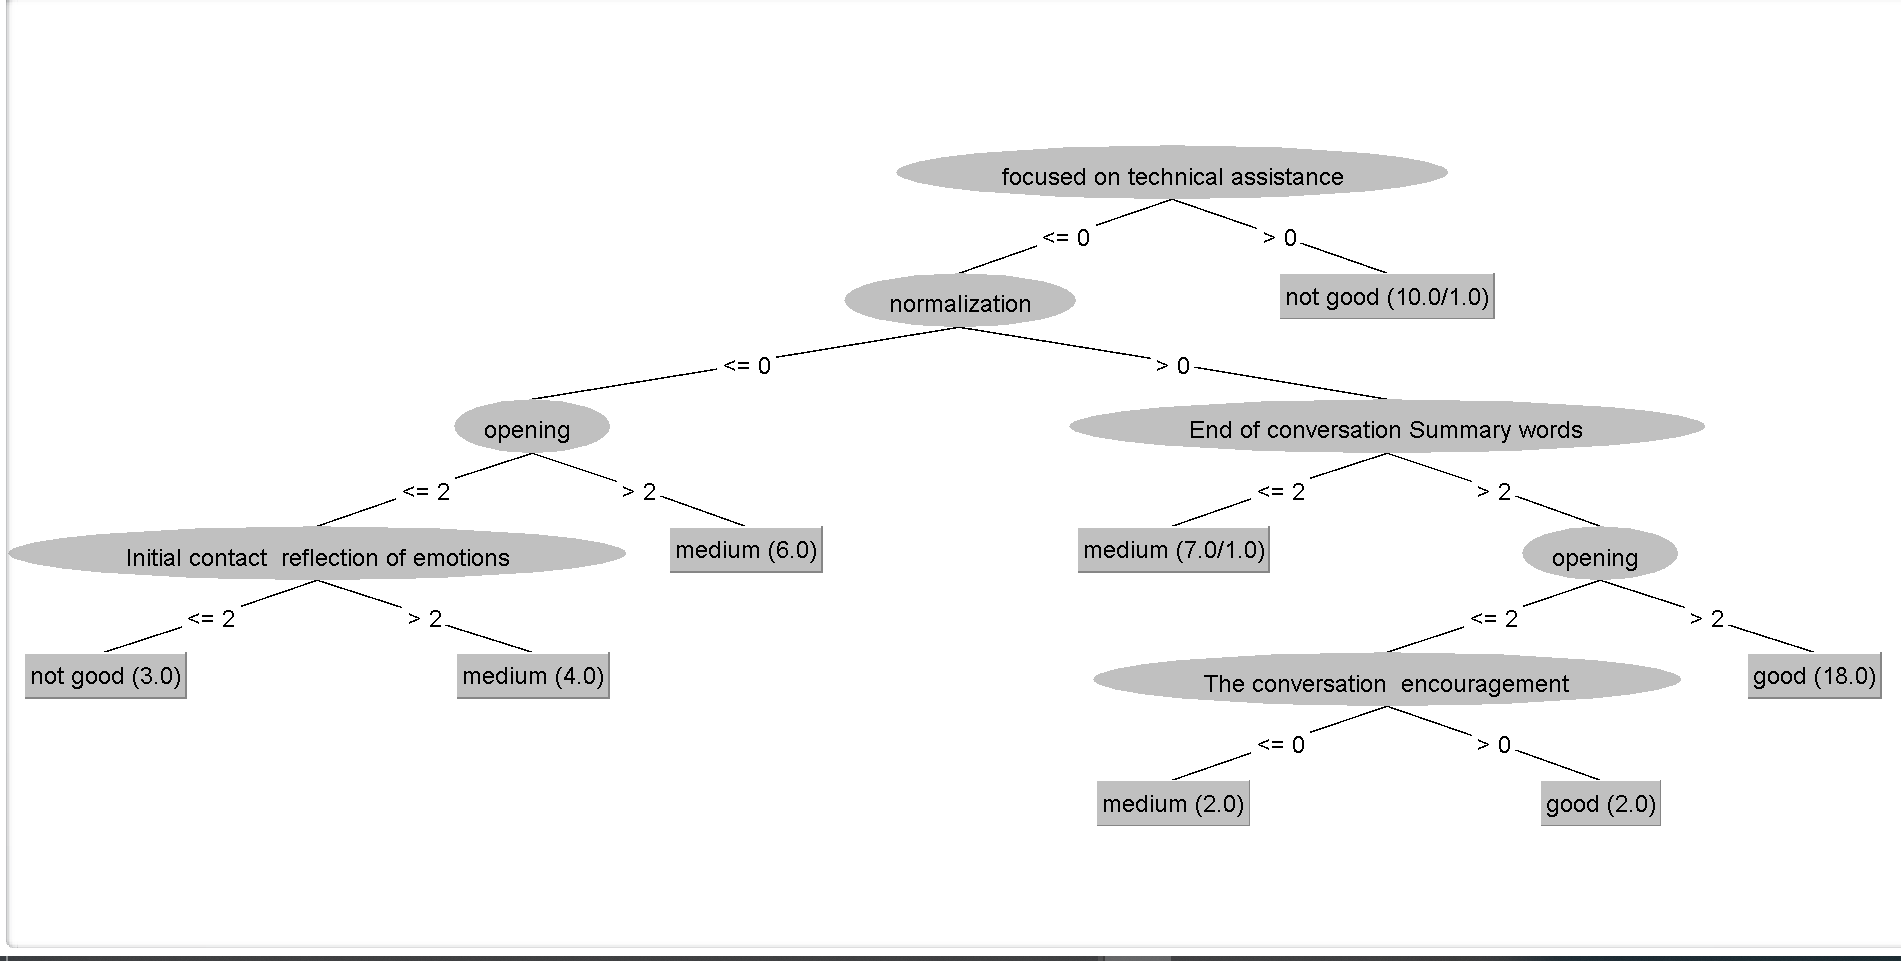 focused on technical assistance
<= 0
> 0
normalization
not good (10.0/1.0)
<= 0
> 0
opening
End of conversation Summary words
<= 2
> 2
<= 2
> 2
Initial contact  reflection of emotions
medium (6.0)
medium (7.0/1.0)
opening
<= 2
> 2
<= 2
> 2
not good (3.0)
medium (4.0)
The conversation  encouragement
good (18.0)
<= 0
> 0
medium (2.0)
good (2.0)